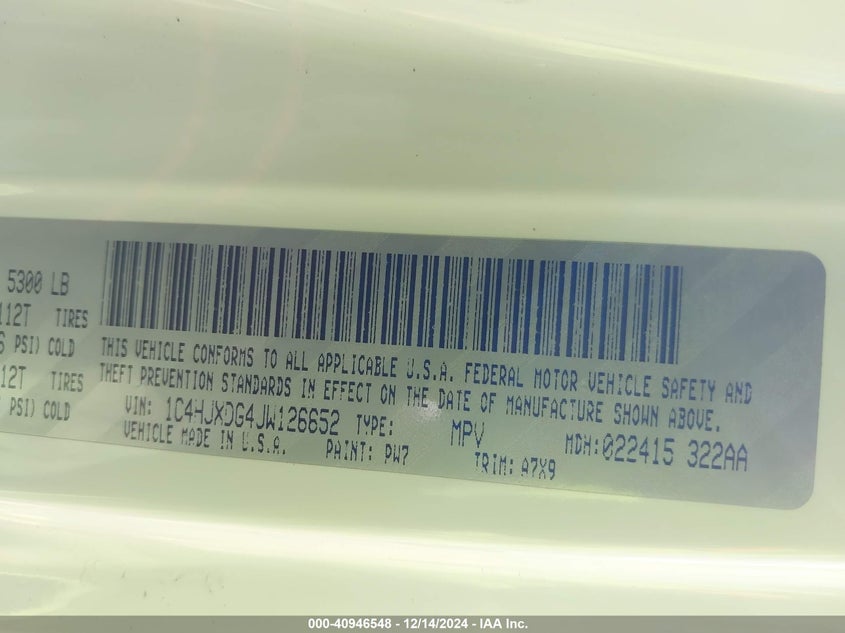 5300 LB
112T TIRES
PSI) COLD
12T TIRES
PSI) COLD
THIS VEHICLE CONFORMS TO ALL APPLICABLE U.S.A. FEDERAL MOTOR VEHICLE SAFETY AND
THEFT PREVENTION STANDARDS IN EFFECT ON THE DATE OF MANUFACTURE SHOWN ABOVE.
VIN: 1C4HJXDG4JW126652 TYPE: MPV MDH:022415 322AA
VEHICLE MADE IN U.S.A. PAINT: PW7 TRIM: A7X9
000-40946548 - 12/14/2024 - IAA Inc.